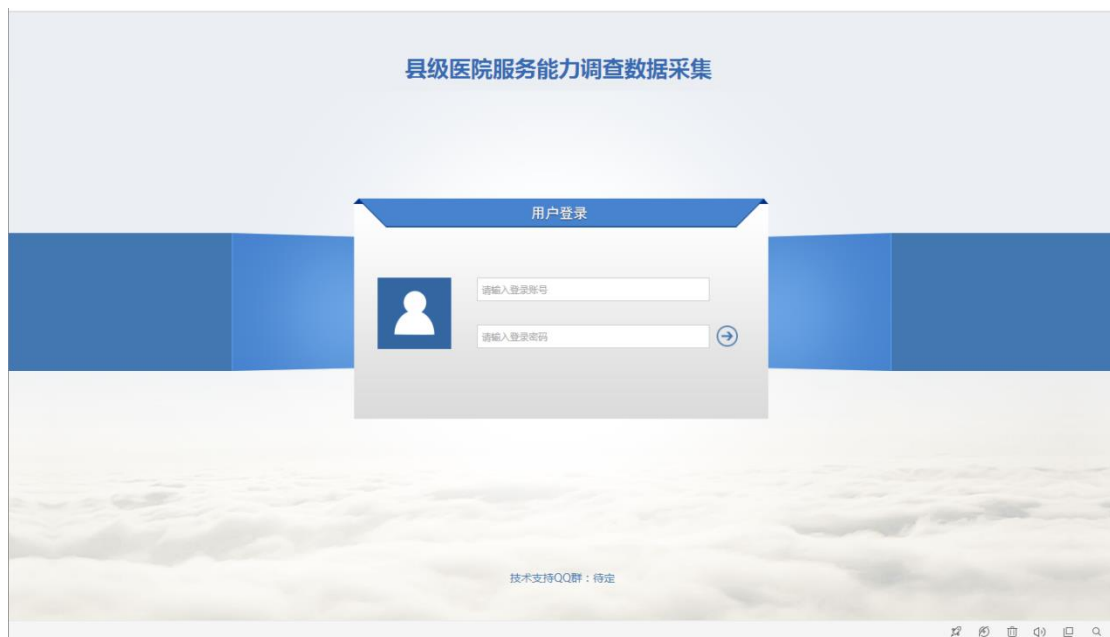 县级医院服务能力调查数据采集
用户登录
请输入登录账号
请输入登录密码
技术支持QQ群：待定